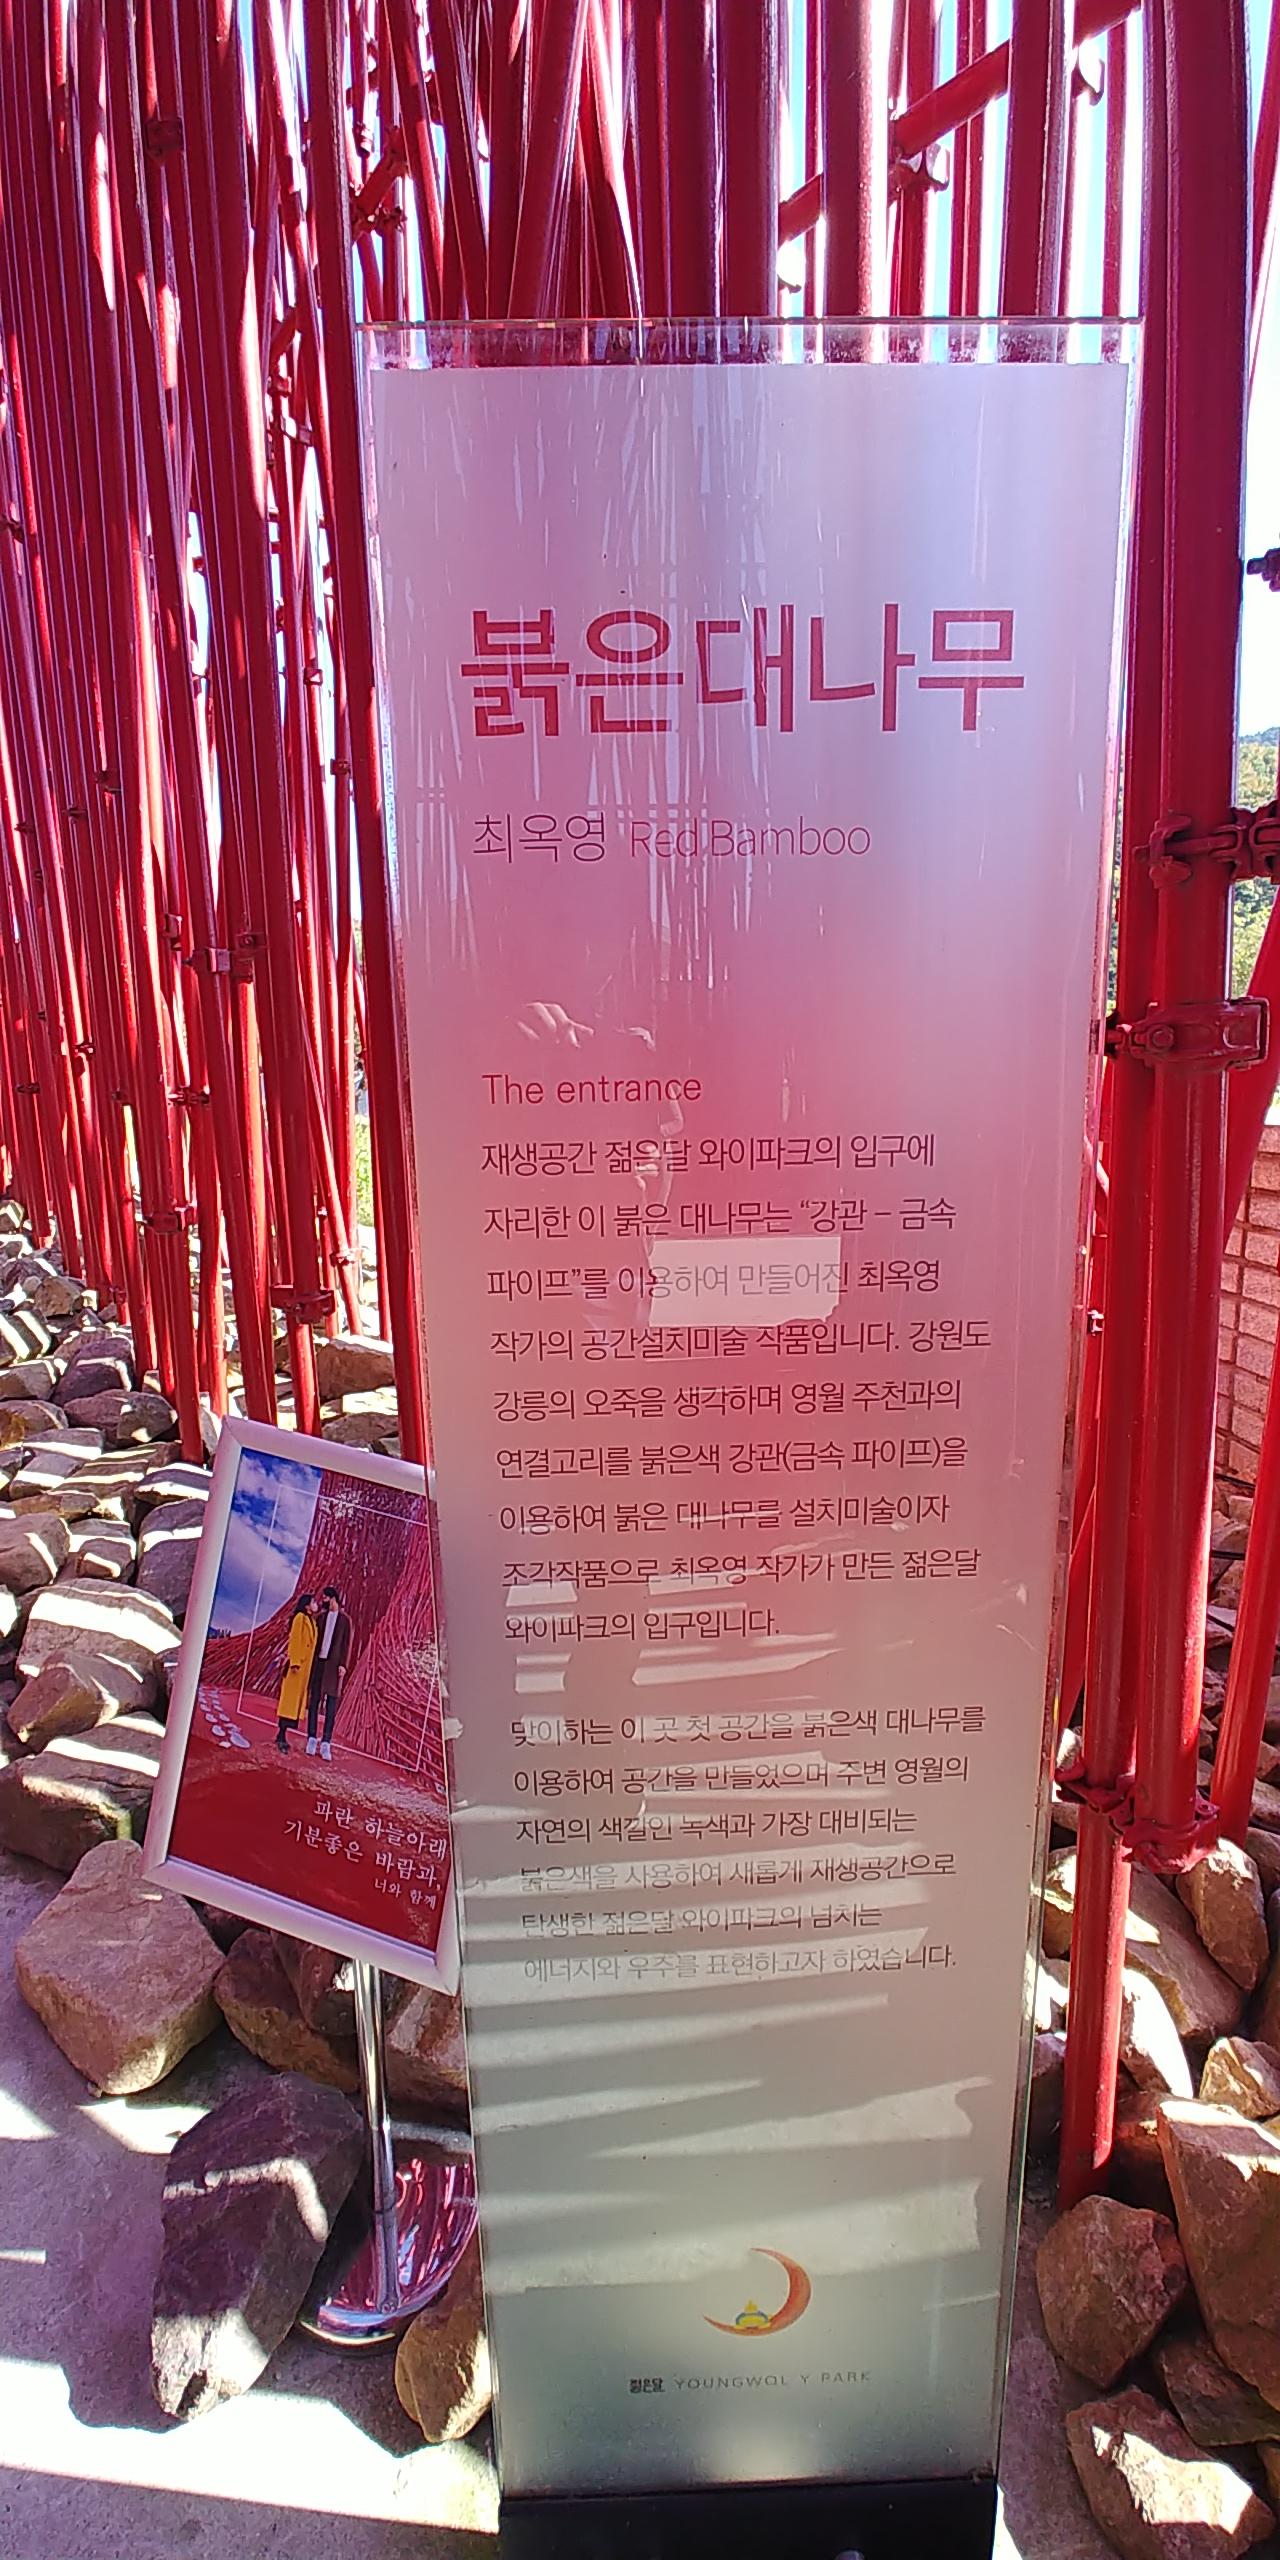 붉은대나무
최옥영 Red Bamboo
The entrance
재생공간 젊은달 와이파크의 입구에
자리한 이 붉은 대나무는 “강관 – 금속
파이프”를 이용하여 만들어진 최옥영
작가의 공간설치미술 작품입니다. 강원도
강릉의 오죽을 생각하며 영월 주천과의
연결고리를 붉은색 강관(금속 파이프)을
이용하여 붉은 대나무를 설치미술이자
조각작품으로 최옥영 작가가 만든 젊은달
와이파크의 입구입니다.
맞이하는 이 곳 첫 공간을 붉은색 대나무를
이용하여 공간을 만들었으며 주변 영월의
자연의 색깔인 녹색과 가장 대비되는
붉은색을 사용하여 새롭게 재생공간으로
탄생한 젊은달 와이파크의 넘치는
에너지와 우주를 표현하고자 하였습니다.
젊은달 YOUNGWOL Y PARK
파란 하늘아래
기분좋은 바람과,
너와 함께